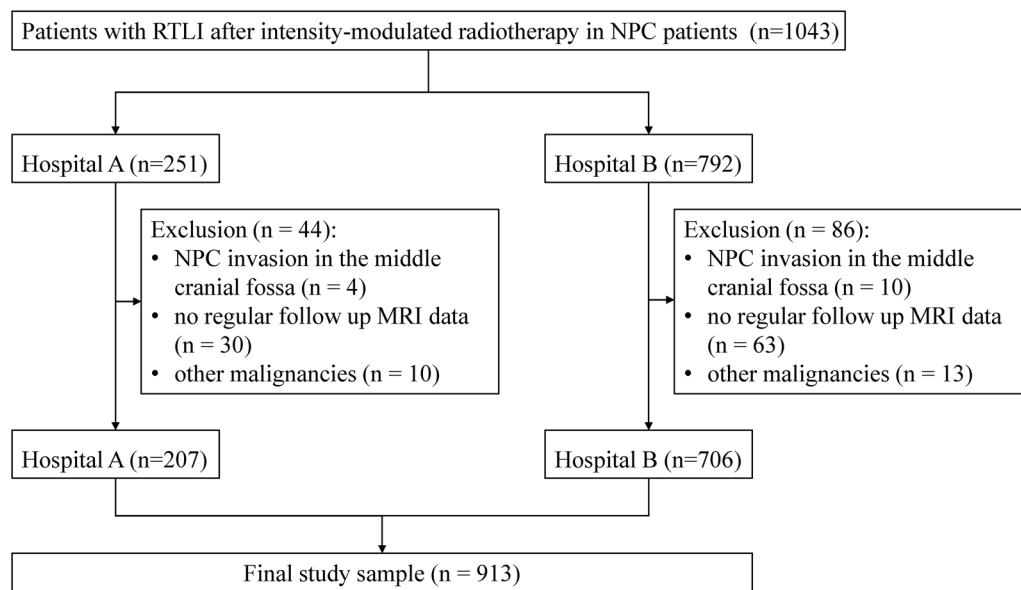 Patients with RTLI after intensity-modulated radiotherapy in NPC patients (n=1043)
Hospital A (n=251)
Hospital B (n=792)
Exclusion (n = 44):
• NPC invasion in the middle
cranial fossa (n = 4)
• no regular follow up MRI data
(n = 30)
• other malignancies (n = 10)
Exclusion (n = 86):
• NPC invasion in the middle
cranial fossa (n = 10)
• no regular follow up MRI data
(n = 63)
• other malignancies (n = 13)
Hospital A (n=207)
Hospital B (n=706)
Final study sample (n = 913)